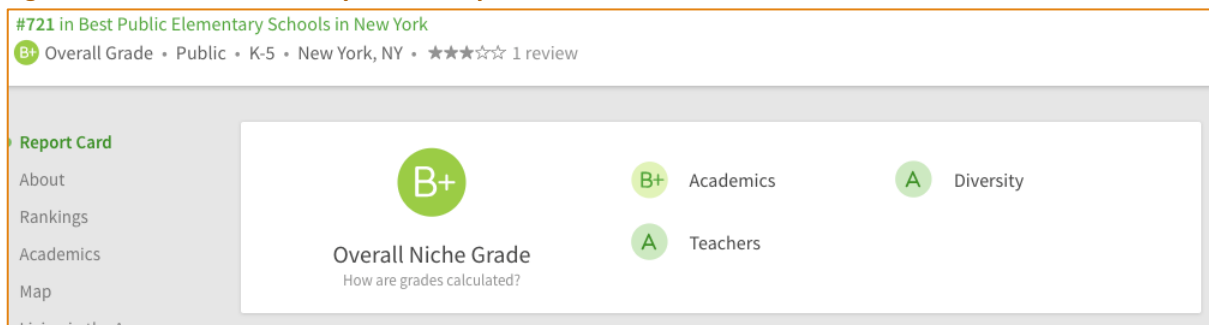 #721 in Best Public Elementary Schools in New York
B+ Overall Grade • Public • K-5 • New York, NY • ★★★☆☆ 1 review
Report Card
About
Rankings
Academics
Map
B+
Overall Niche Grade
How are grades calculated?
B+ Academics
A Diversity
A Teachers